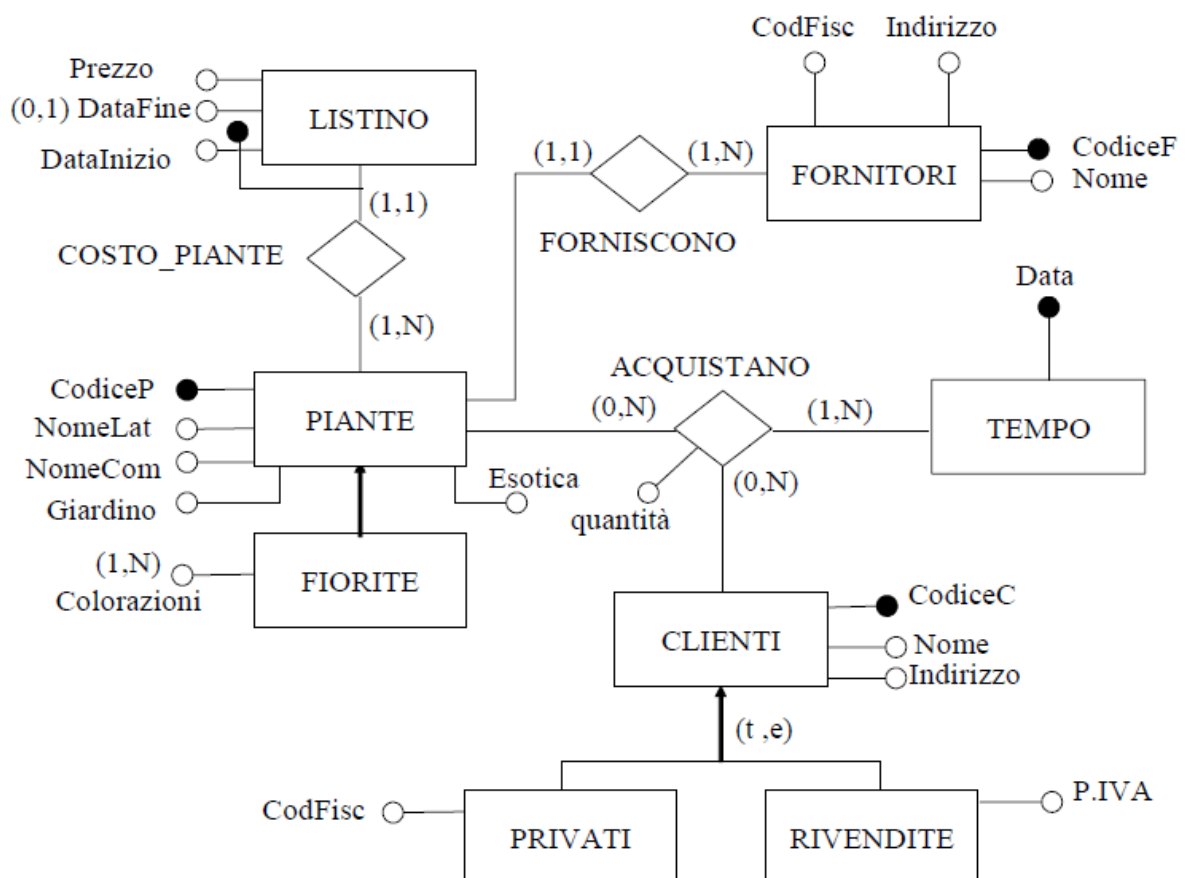 CodFisc Indirizzo
Prezzo
(0,1) DataFine
LISTINO
DataInizio
(1,1) (1,N)
CodiceF
FORNITORI
Nome
(1,1)
FORNISCONO
COSTO_PIANTE
Data
(1,N)
ACQUISTANO
CodiceP
(0,N) (1,N)
NomeLat
PIANTE
TEMPO
NomeCom
Esotica
(0,N)
Giardino
quantità
(1,N)
FIORITE
Colorazioni
CodiceC
CLIENTI
Nome
Indirizzo
(t ,e)
CodFisc
P.IVA
PRIVATI
RIVENDITE